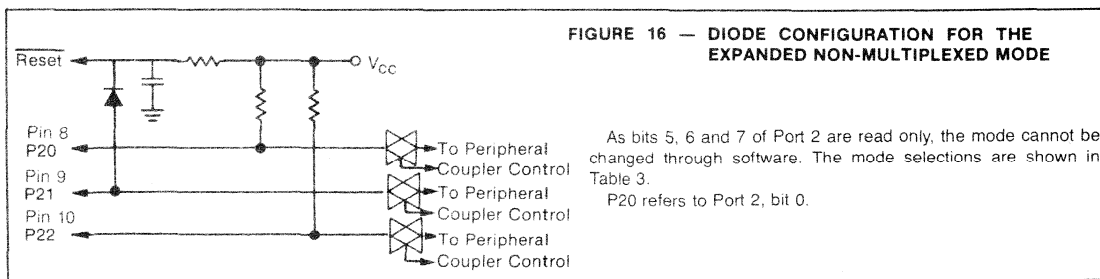 FIGURE 16 — DIODE CONFIGURATION FOR THE
EXPANDED NON-MULTIPLEXED MODE
Reset
VCC
Pin 8
P20
To Peripheral
Coupler Control
Pin 9
P21
To Peripheral
Coupler Control
Pin 10
P22
To Peripheral
Coupler Control
As bits 5, 6 and 7 of Port 2 are read only, the mode cannot be
changed through software. The mode selections are shown in
Table 3.
P20 refers to Port 2, bit 0.